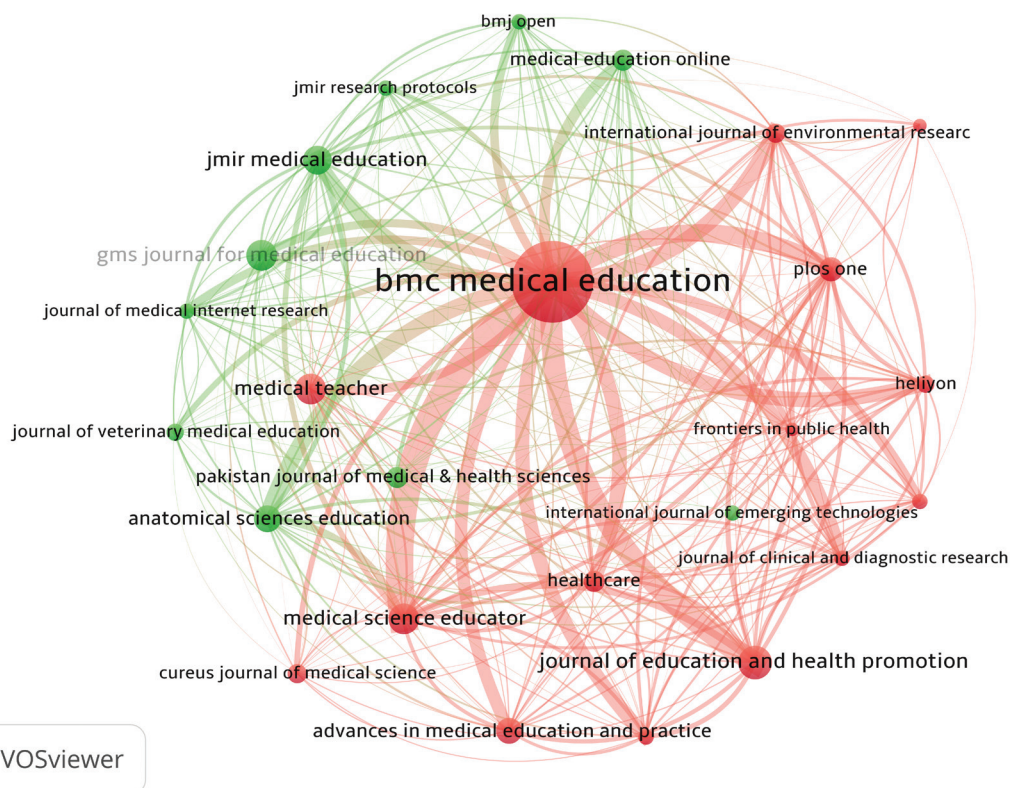 bmj open
medical education online
jmir research protocols
international journal of environmental researc
jmir medical education
gms journal for medical education
plos one
bmc medical education
journal of medical internet research
heliyon
medical teacher
frontiers in public health
journal of veterinary medical education
pakistan journal of medical & health sciences
international journal of emerging technologies
anatomical sciences education
journal of clinical and diagnostic research
healthcare
medical science educator
journal of education and health promotion
cureus journal of medical science
advances in medical education and practice
VOSviewer